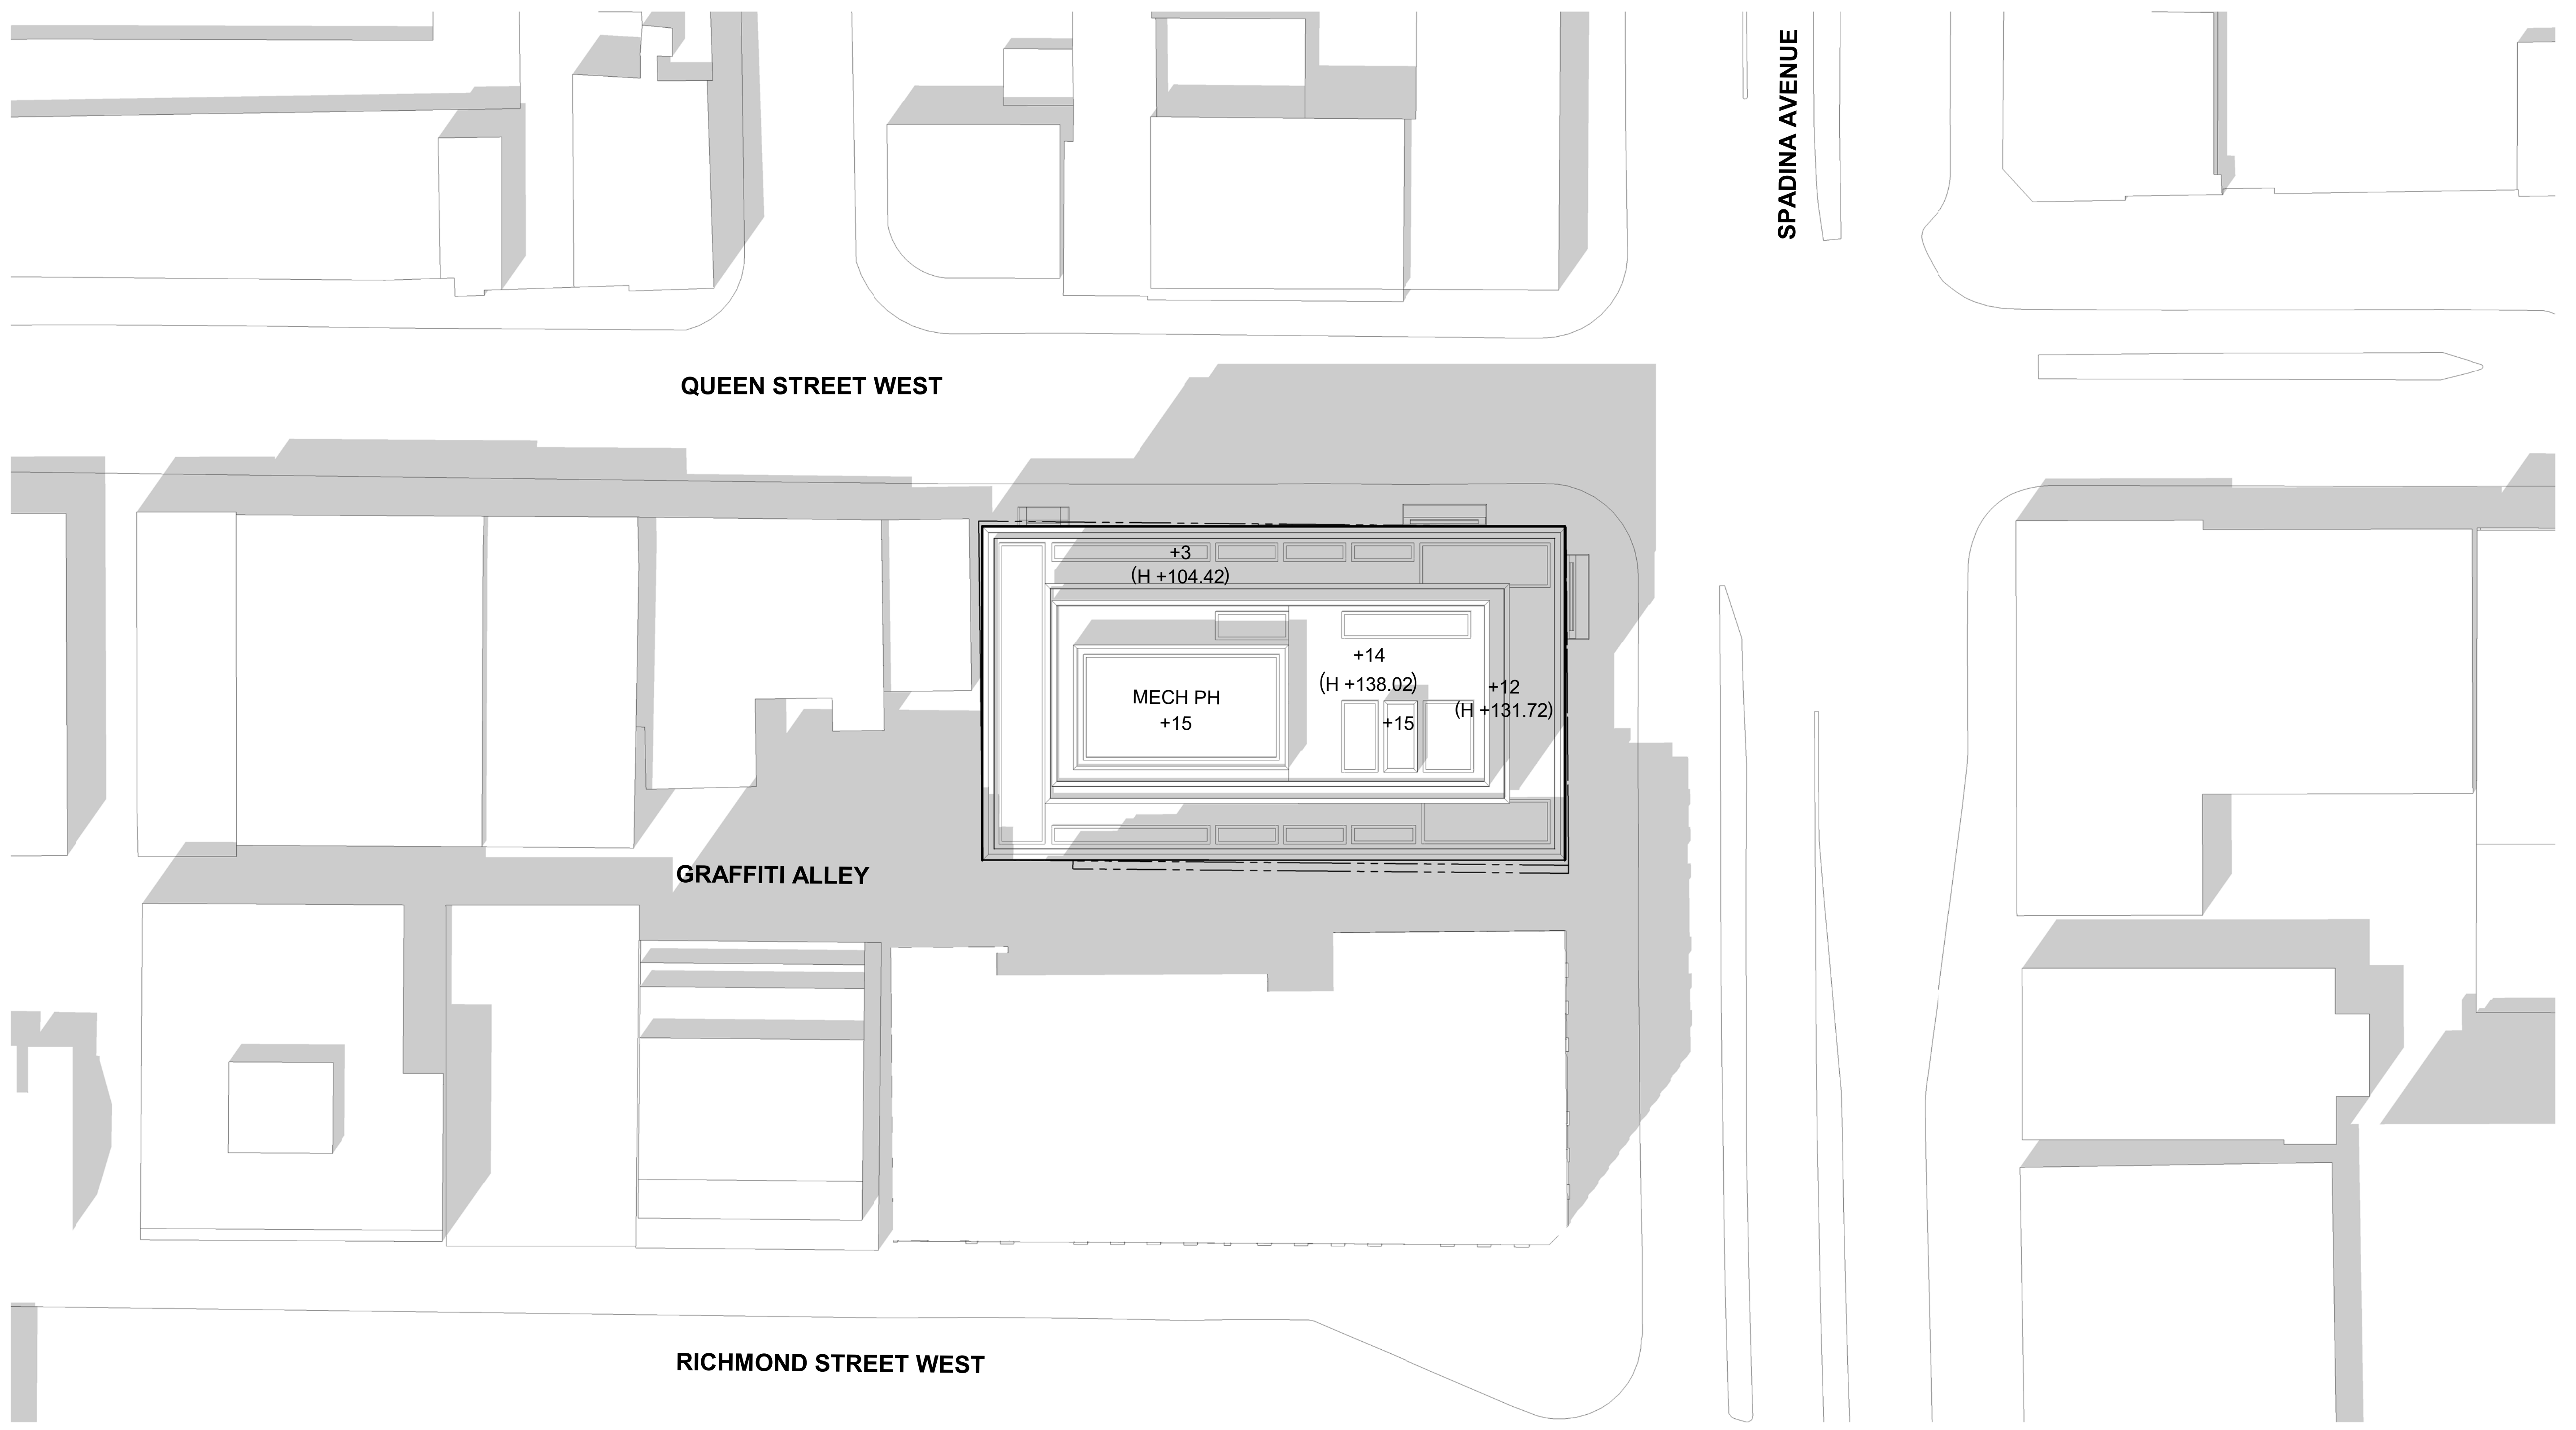 SPADINA AVENUE
QUEEN STREET WEST
+3
(H +104.42)
+14
(H +138.02)
+12
(H +131.72)
MECH PH
+15
+15
GRAFFITI ALLEY
RICHMOND STREET WEST